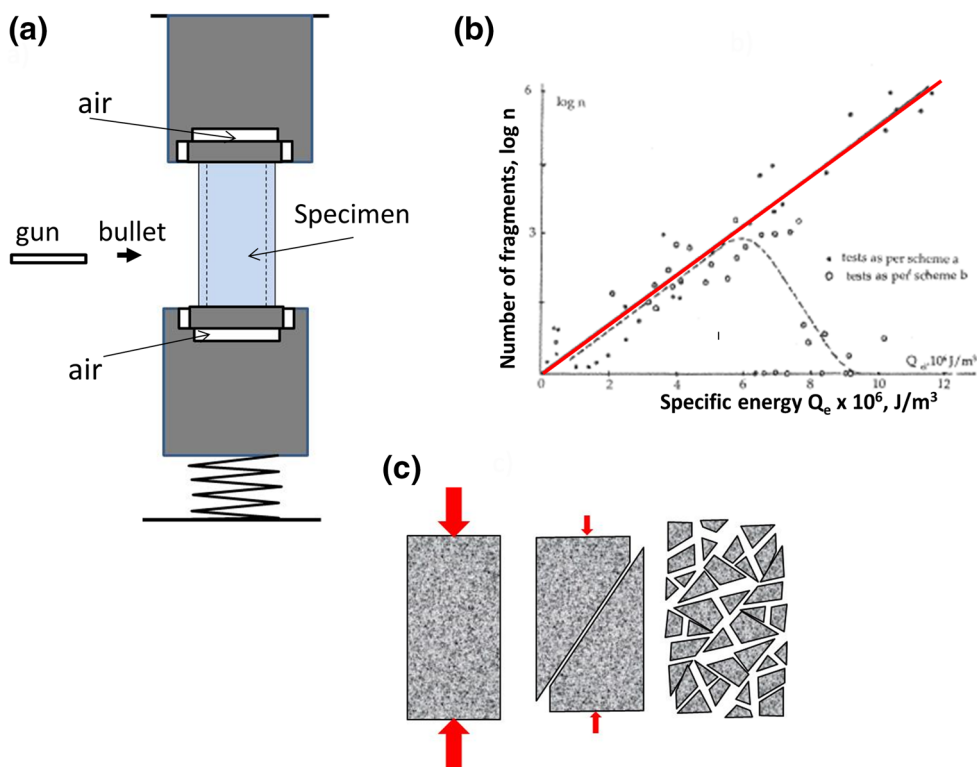 (a)
air
gun
bullet
Specimen
air
(b)
6
log n
Number of fragments, log n
3
tests as per scheme a
tests as per scheme b
0
2
4
6
8
10
12
Specific energy Qe x 10⁶, J/m³
(c)